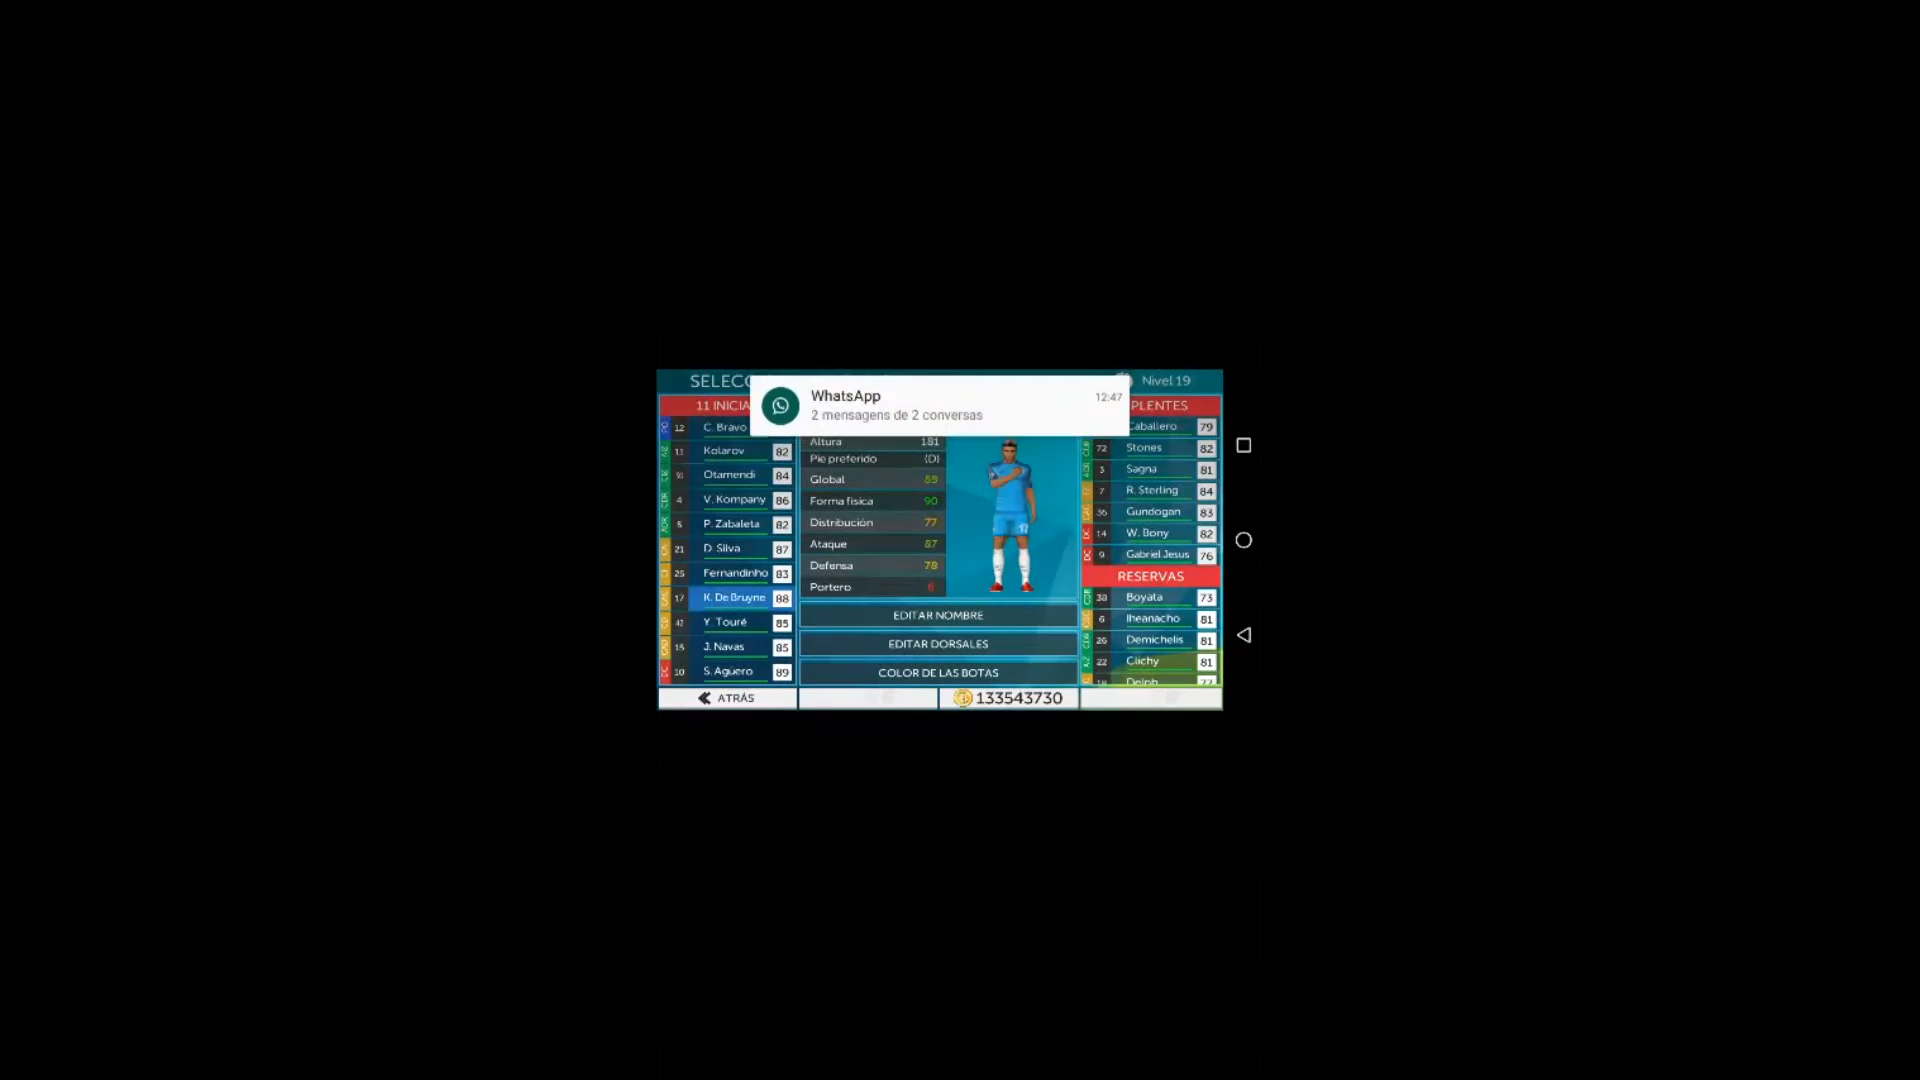 SELECC
Nivel 19
WhatsApp
12:47
2 mensagens de 2 conversas
11 INICIA
12 C. Bravo
11 Kolarov 82
Otamendi 84
4 V. Kompany 86
5 P. Zabaleta 82
21 D. Silva 87
25 Fernandinho 83
17 K. De Bruyne 88
42 Y. Touré 85
15 J. Navas 85
10 S. Agüero 89
Altura 181
Pie preferido (D)
Global 88
Forma física 90
Distribución 77
Ataque 87
Defensa 78
Portero 6
EDITAR NOMBRE
EDITAR DORSALES
COLOR DE LAS BOTAS
PLENTES
Caballero 79
72 Stones 82
3 Sagna 81
7 R. Sterling 84
36 Gundogan 83
DC 14 W. Bony 82
DC 9 Gabriel Jesus 76
RESERVAS
38 Boyata 73
6 Iheanacho 81
26 Demichelis 81
22 Clichy 81
Delph
ATRÁS
133543730